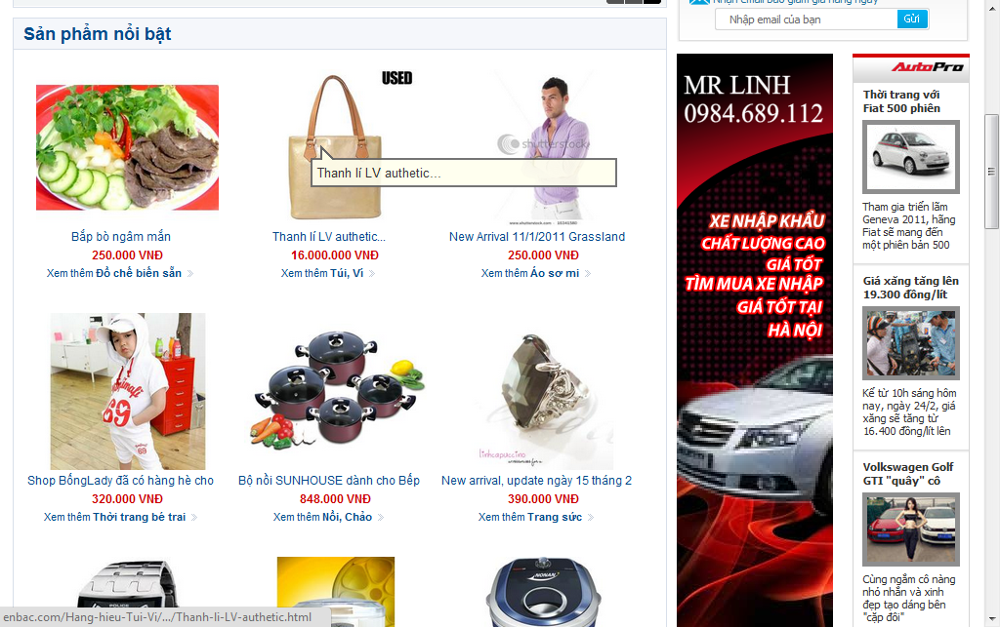 Nhận email báo giảm giá hàng ngày
Nhập email của bạn
Gửi
Sản phẩm nổi bật
USED
shutterstock
Thanh lí LV authetic...
Bắp bò ngâm mắn
250.000 VNĐ
Xem thêm Đồ chế biến sẵn
Thanh lí LV authetic...
16.000.000 VNĐ
Xem thêm Túi, Ví
New Arrival 11/1/2011 Grassland
250.000 VNĐ
Xem thêm Áo sơ mi
69
69
Shop BốngLady đã có hàng hè cho
320.000 VNĐ
Xem thêm Thời trang bé trai
Bộ nồi SUNHOUSE dành cho Bếp
848.000 VNĐ
Xem thêm Nồi, Chảo
linhcapuccino
New arrival, update ngày 15 tháng 2
390.000 VNĐ
Xem thêm Trang sức
POLICE
NONAN
MR LINH
0984.689.112
XE NHẬP KHẨU
CHẤT LƯỢNG CAO
GIÁ TỐT
TÌM MUA XE NHẬP
GIÁ TỐT TẠI
HÀ NỘI
AutoPro
Thời trang với
Fiat 500 phiên
Tham gia triển lãm
Geneva 2011, hãng
Fiat sẽ mang đến
một phiên bản 500
Giá xăng tăng lên
19.300 đồng/lít
Kể từ 10h sáng hôm
nay, ngày 24/2, giá
xăng sẽ tăng từ
16.400 đồng/lít lên
Volkswagen Golf
GTI "quây" cô
Cùng ngắm cô nàng
nhỏ nhắn và xinh
đẹp tạo dáng bên
"cặp đôi"
enbac.com/Hang-hieu-Tui-Vi/.../Thanh-li-LV-authetic.html